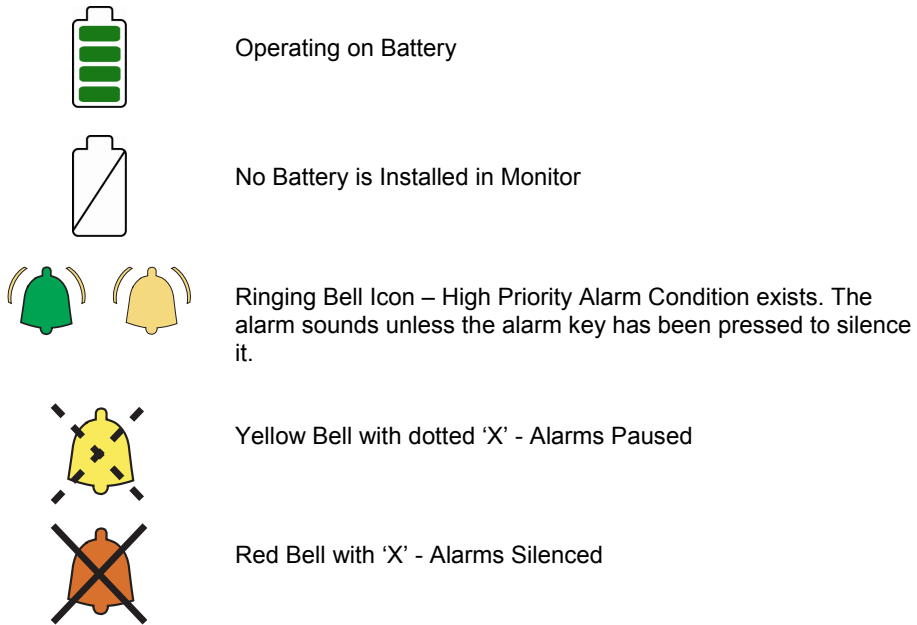 Operating on Battery
No Battery is Installed in Monitor
Ringing Bell Icon – High Priority Alarm Condition exists. The
alarm sounds unless the alarm key has been pressed to silence
it.
Yellow Bell with dotted ‘X’ - Alarms Paused
Red Bell with ‘X’ - Alarms Silenced